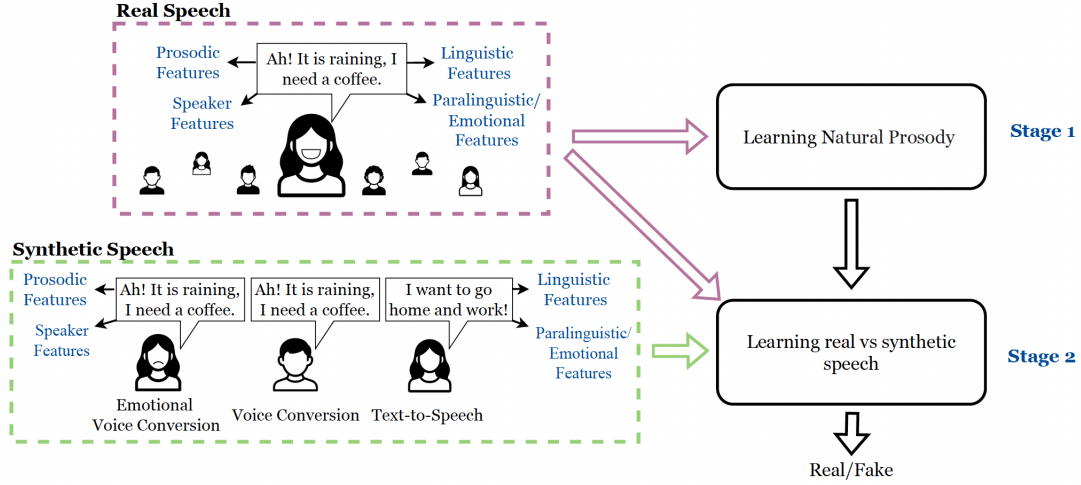 Real Speech
Prosodic
Features
Ah! It is raining, I
need a coffee.
Linguistic
Features
Speaker
Features
Paralinguistic/
Emotional
Features
Learning Natural Prosody
Stage 1
Synthetic Speech
Prosodic
Features
Ah! It is raining,
I need a coffee.
Ah! It is raining,
I need a coffee.
I want to go
home and work!
Linguistic
Features
Speaker
Features
Paralinguistic/
Emotional
Features
Emotional
Voice Conversion
Voice Conversion
Text-to-Speech
Learning real vs synthetic
speech
Stage 2
Real/Fake